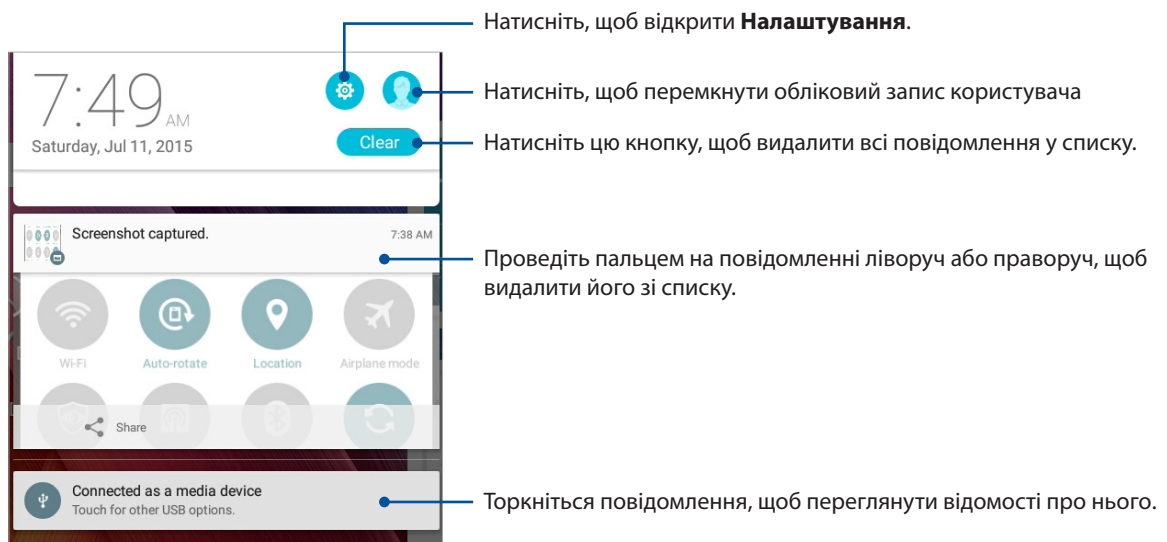 Натисніть, щоб відкрити Налаштування.
7:49 AM
Saturday, Jul 11, 2015
Натисніть, щоб перемкнути обліковий запис користувача
Clear
Натисніть цю кнопку, щоб видалити всі повідомлення у списку.
Screenshot captured.
7:38 AM
Проведіть пальцем на повідомленні ліворуч або праворуч, щоб
видалити його зі списку.
Wi-Fi
Auto-rotate
Location
Airplane mode
Share
Connected as a media device
Touch for other USB options.
Торкніться повідомлення, щоб переглянути відомості про нього.